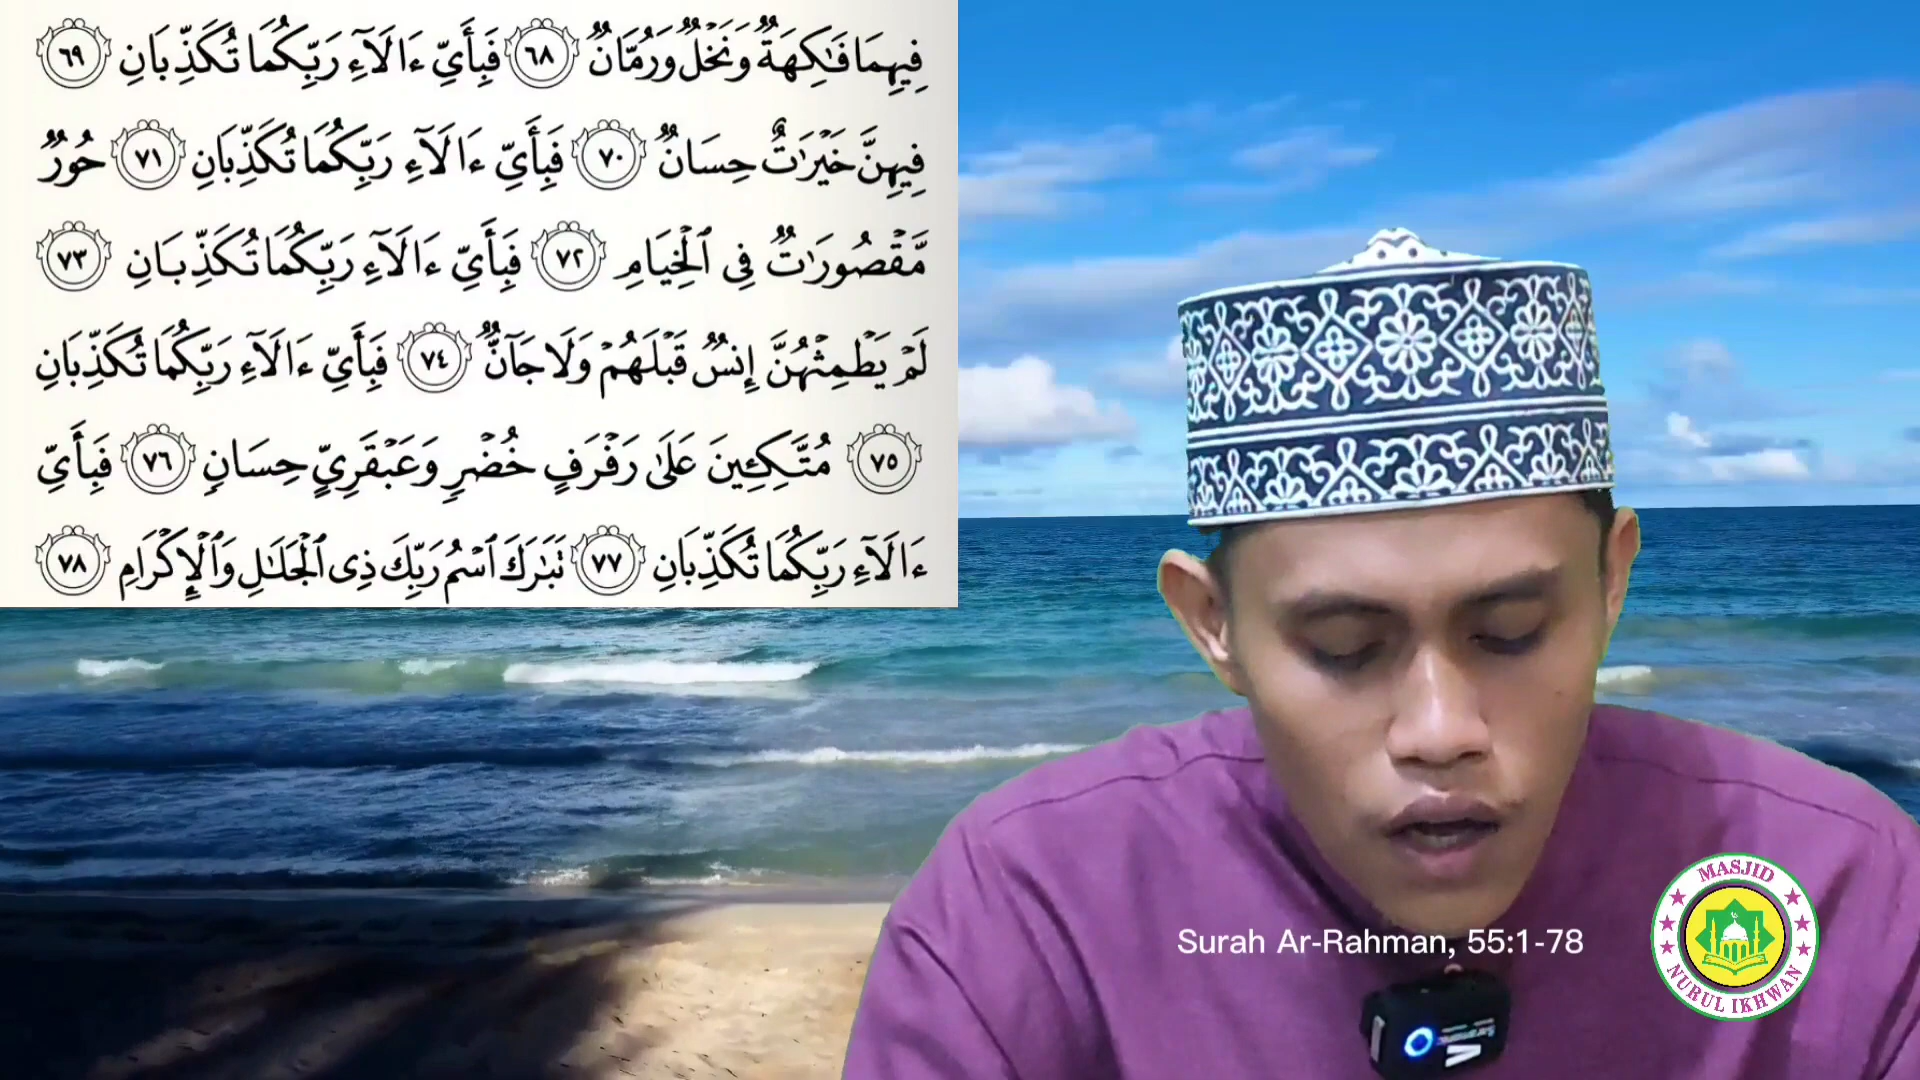 فِيهِمَا فَـٰكِهَةٌ وَنَخْلٌ وَرُمَّانٌ ٦٨ فَبِأَىِّ ءَالَآءِ رَبِّكُمَا تُكَذِّبَانِ ٦٩
فِيهِنَّ خَيْرَٰتٌ حِسَانٌ ٧٠ فَبِأَىِّ ءَالَآءِ رَبِّكُمَا تُكَذِّبَانِ ٧١ حُورٌ
مَّقْصُورَٰتٌ فِى ٱلْخِيَامِ ٧٢ فَبِأَىِّ ءَالَآءِ رَبِّكُمَا تُكَذِّبَانِ ٧٣
لَمْ يَطْمِثْهُنَّ إِنسٌ قَبْلَهُمْ وَلَا جَآنٌّ ٧٤ فَبِأَىِّ ءَالَآءِ رَبِّكُمَا تُكَذِّبَانِ
٧٥ مُتَّكِـِٔينَ عَلَىٰ رَفْرَفٍ خُضْرٍ وَعَبْقَرِىٍّ حِسَانٍ ٧٦ فَبِأَىِّ
ءَالَآءِ رَبِّكُمَا تُكَذِّبَانِ ٧٧ تَبَـٰرَكَ ٱسْمُ رَبِّكَ ذِى ٱلْجَلَـٰلِ وَٱلْإِكْرَامِ ٧٨
Surah Ar-Rahman, 55:1-78
MASJID
NURUL IKHWAN